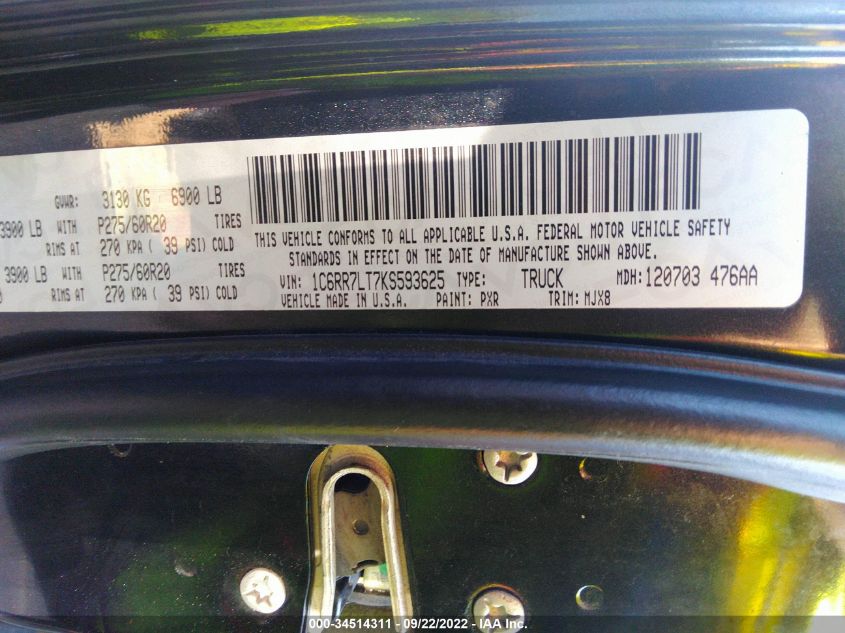 GVWR: 3130 KG 6900 LB
3900 LB WITH P275/60R20 TIRES
RIMS AT 270 KPA ( 39 PSI) COLD
3900 LB WITH P275/60R20 TIRES
RIMS AT 270 KPA ( 39 PSI) COLD
THIS VEHICLE CONFORMS TO ALL APPLICABLE U.S.A. FEDERAL MOTOR VEHICLE SAFETY
STANDARDS IN EFFECT ON THE DATE OF MANUFACTURE SHOWN ABOVE.
VIN: 1C6RR7LT7KS593625 TYPE: TRUCK MDH: 120703 476AA
VEHICLE MADE IN U.S.A. PAINT: PXR TRIM: MJX8
000-34514311 - 09/22/2022 - IAA Inc.